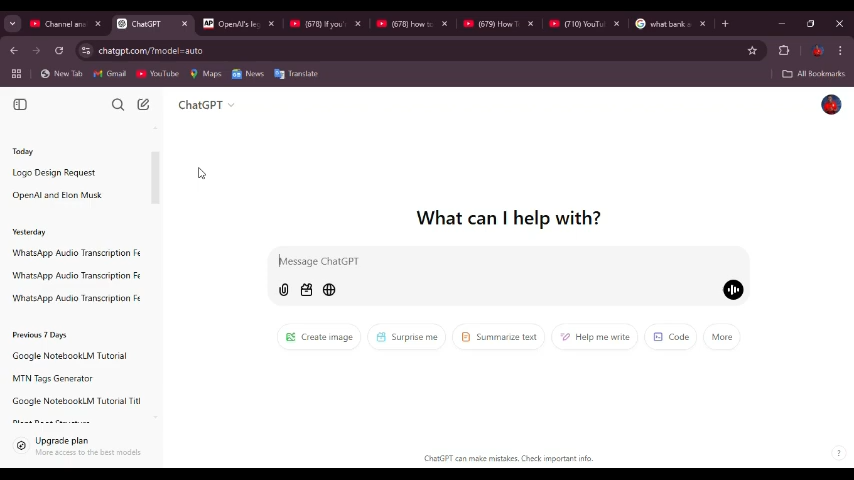 Channel ana
ChatGPT
AP OpenAI's leg
(678) If you'r
(678) how to
(679) How T
(710) YouTu
what bank a
chatgpt.com/?model=auto
New Tab
Gmail
YouTube
Maps
News
Translate
All Bookmarks
ChatGPT
Today
Logo Design Request
OpenAI and Elon Musk
Yesterday
WhatsApp Audio Transcription Fe
WhatsApp Audio Transcription Fe
WhatsApp Audio Transcription Fe
Previous 7 Days
Google NotebookLM Tutorial
MTN Tags Generator
Google NotebookLM Tutorial Titl
Upgrade plan
More access to the best models
What can I help with?
Message ChatGPT
Create image
Surprise me
Summarize text
Help me write
Code
More
ChatGPT can make mistakes. Check important info.
?